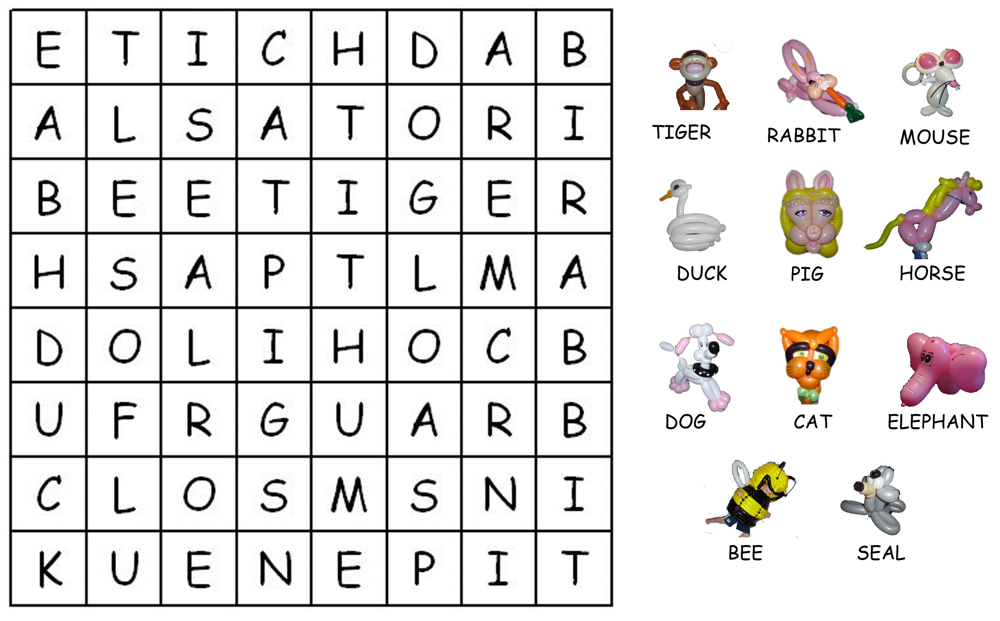 E T I C H D A B
A L S A T O R I
B E E T I G E R
H S A P T L M A
D O L I H O C B
U F R G U A R B
C L O S M S N I
K U E N E P I T
TIGER RABBIT MOUSE
DUCK PIG HORSE
DOG CAT ELEPHANT
BEE SEAL